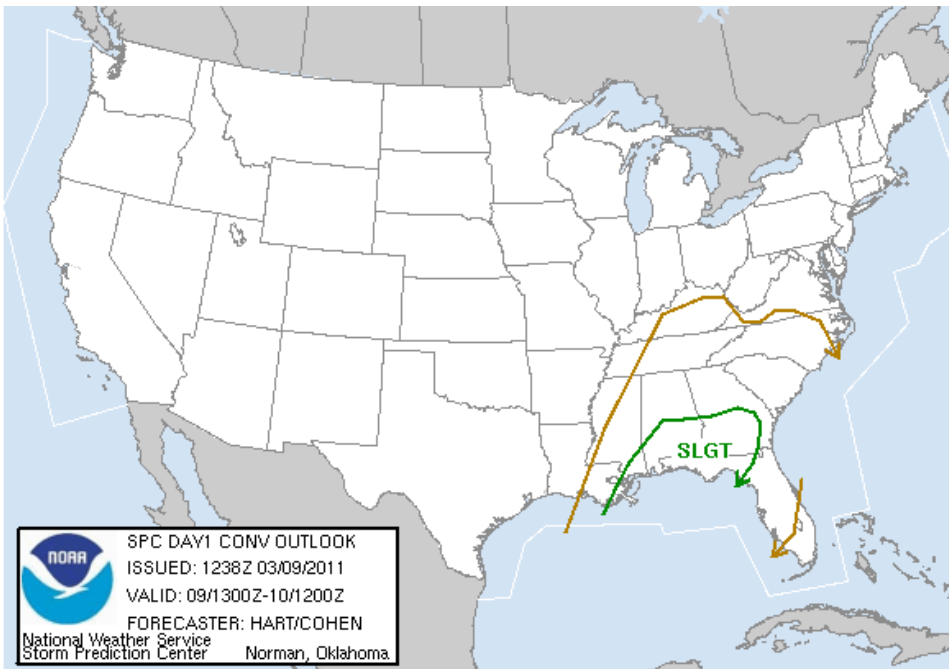 SLGT
NOAA
SPC DAY1 CONV OUTLOOK
ISSUED: 1238Z 03/09/2011
VALID: 09/1300Z-10/1200Z
FORECASTER: HART/COHEN
National Weather Service
Storm Prediction Center Norman, Oklahoma